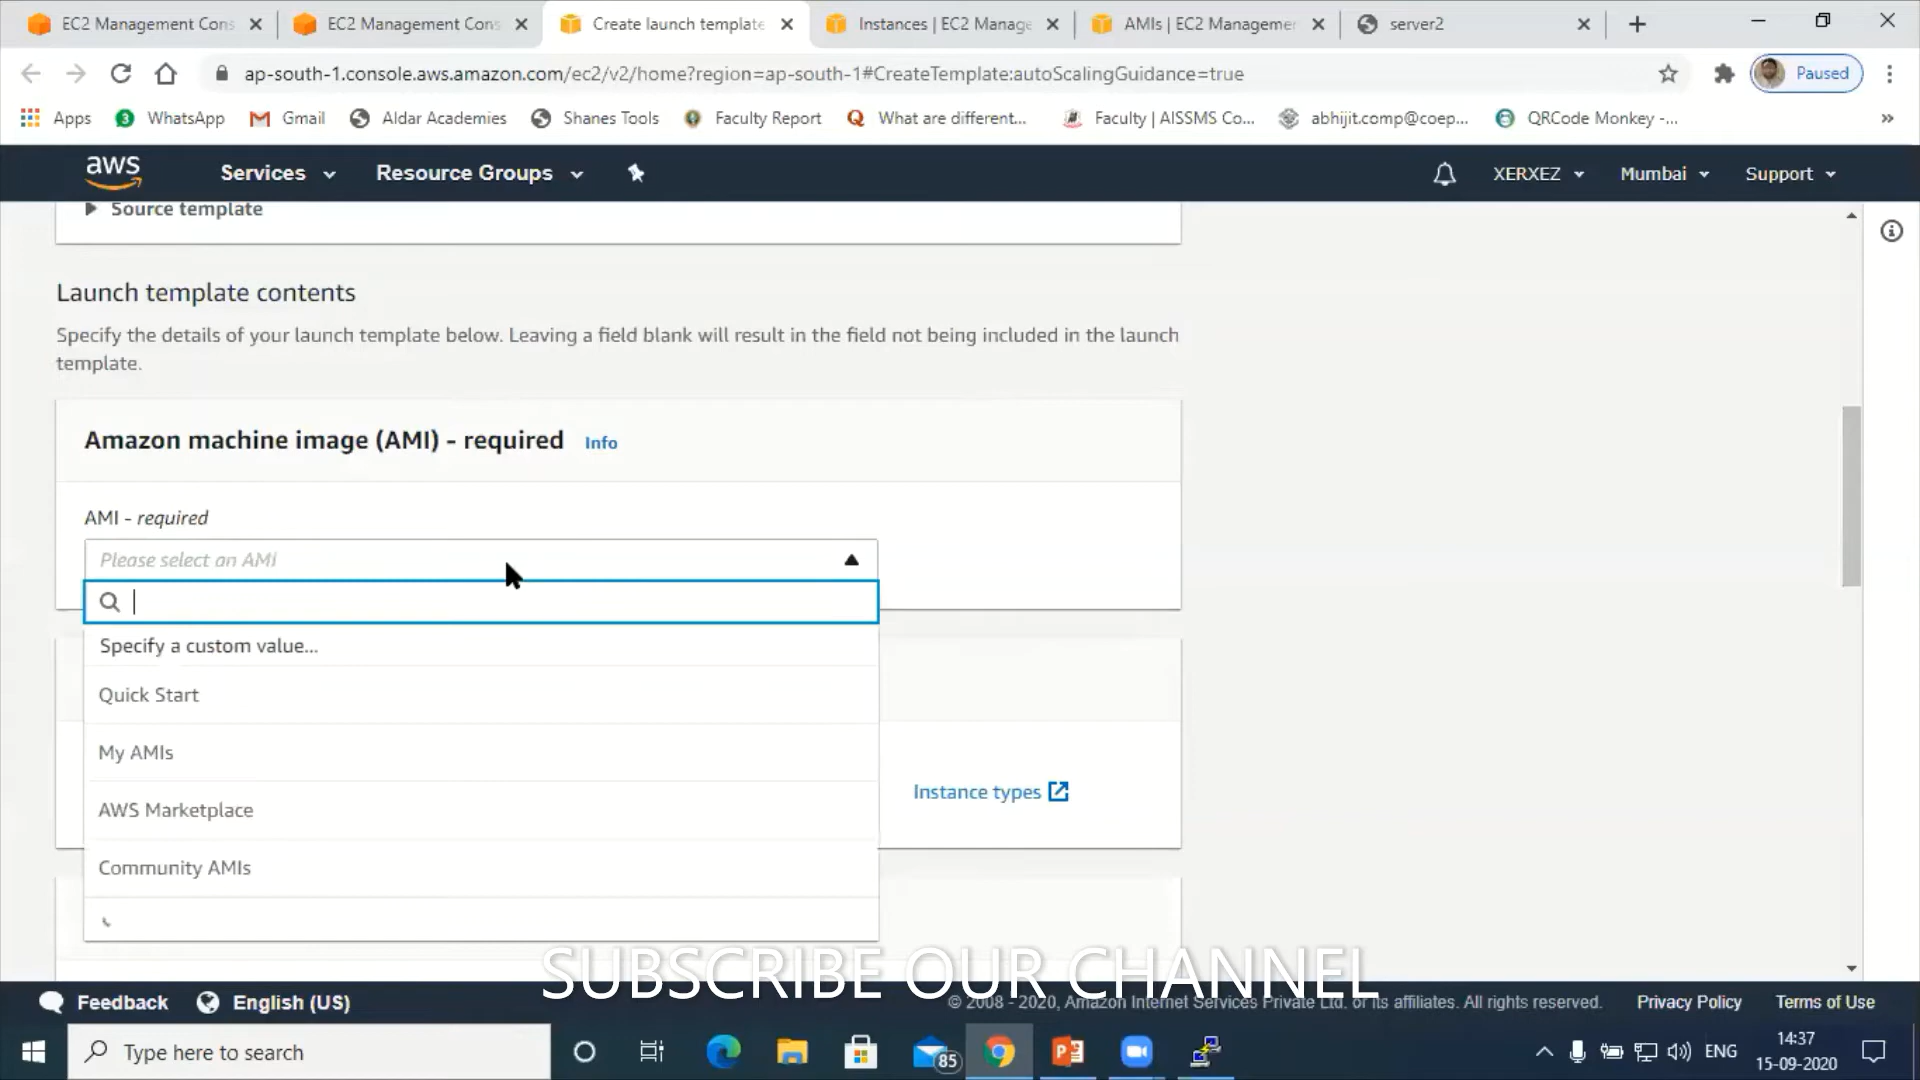 EC2 Management Cons
EC2 Management Cons
Create launch template
Instances | EC2 Manage
AMIs | EC2 Managemen
server2
ap-south-1.console.aws.amazon.com/ec2/v2/home?region=ap-south-1#CreateTemplate:autoScalingGuidance=true
Paused
Apps
3
WhatsApp
Gmail
Aldar Academies
Shanes Tools
Faculty Report
What are different...
Faculty | AISSMS Co...
abhijit.comp@coep...
QRCode Monkey -...
»
aws
Services
Resource Groups
XERXEZ
Mumbai
Support
Source template
Launch template contents
Specify the details of your launch template below. Leaving a field blank will result in the field not being included in the launch
template.
Amazon machine image (AMI) - required Info
AMI - required
Please select an AMI
Specify a custom value...
Quick Start
My AMIs
AWS Marketplace
Community AMIs
Instance types
SUBSCRIBE OUR CHANNEL
Feedback
English (US)
© 2008 - 2020, Amazon Internet Services Private Ltd. or its affiliates. All rights reserved.
Privacy Policy
Terms of Use
Type here to search
85
ENG
14:37
15-09-2020